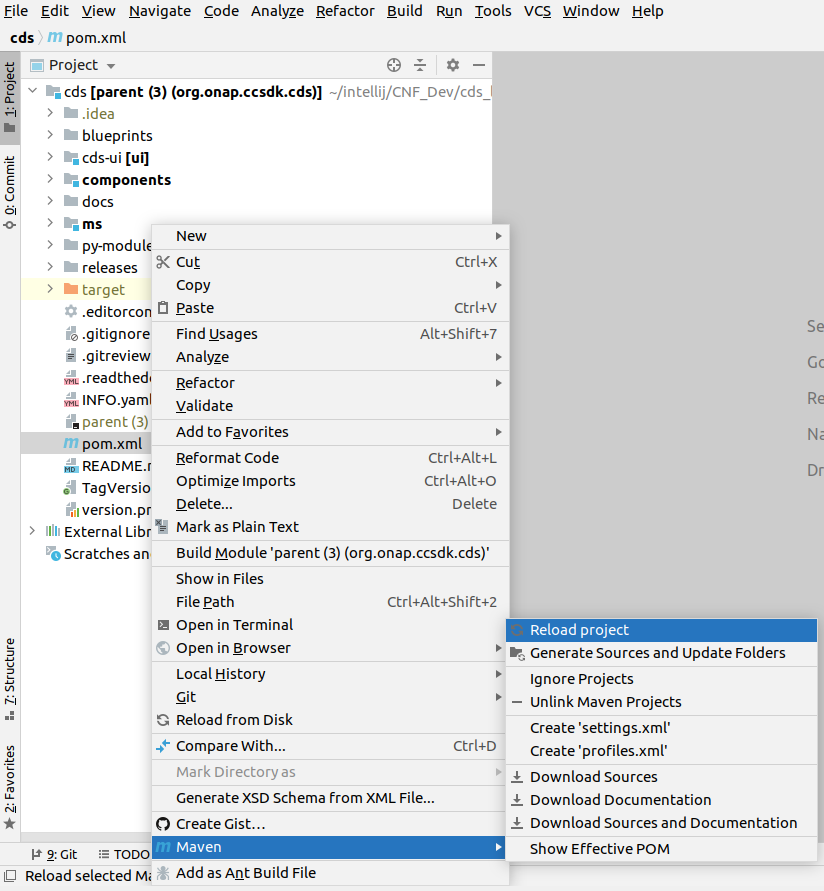 File Edit View Navigate Code Analyze Refactor Build Run Tools VCS Window Help
cds pom.xml
1: Project
Project
cds [parent (3) (org.onap.ccsdk.cds)] ~/intellij/CNF_Dev/cds_
.idea
blueprints
0: Commit
cds-ui [ui]
components
docs
ms
py-module
releases
target
.editorcon
.gitignore
.gitreview
.readthed
INFO.yaml
parent (3)
pom.xml
README.
TagVersio
version.pr
External Libr
Scratches an
7: Structure
2: Favorites
New
Cut Ctrl+X
Copy
Paste Ctrl+V
Find Usages Alt+Shift+7
Analyze
Refactor
Validate
Add to Favorites
Reformat Code Ctrl+Alt+L
Optimize Imports Ctrl+Alt+O
Delete... Delete
Mark as Plain Text
Build Module 'parent (3) (org.onap.ccsdk.cds)'
Show in Files
File Path Ctrl+Alt+Shift+2
Open in Terminal
Open in Browser
Local History
Git
Reload from Disk
Compare With... Ctrl+D
Mark Directory as
Generate XSD Schema from XML File...
Create Gist...
Maven
Add as Ant Build File
Se
Go
Re
Na
Dr
Reload project
Generate Sources and Update Folders
Ignore Projects
Unlink Maven Projects
Create 'settings.xml'
Create 'profiles.xml'
Download Sources
Download Documentation
Download Sources and Documentation
Show Effective POM
9: Git TODO
Reload selected Ma